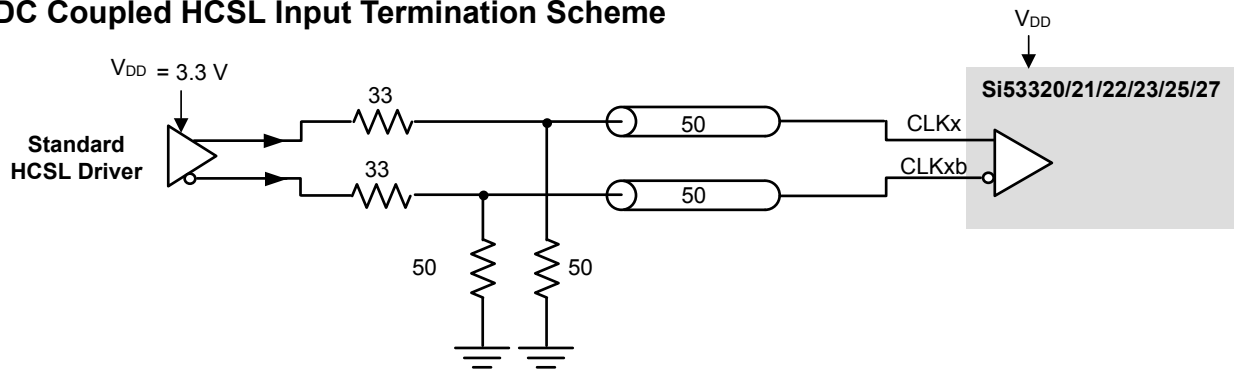 DC Coupled HCSL Input Termination Scheme
VDD
VDD = 3.3 V
Si53320/21/22/23/25/27
33
50
CLKx
Standard
HCSL Driver
33
CLKxb
50
50
50